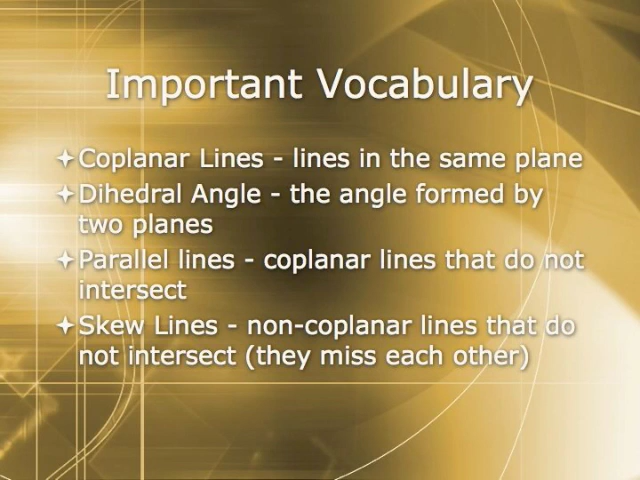 Important Vocabulary
Coplanar Lines - lines in the same plane
Dihedral Angle - the angle formed by
two planes
Parallel lines - coplanar lines that do not
intersect
Skew Lines - non-coplanar lines that do
not intersect (they miss each other)